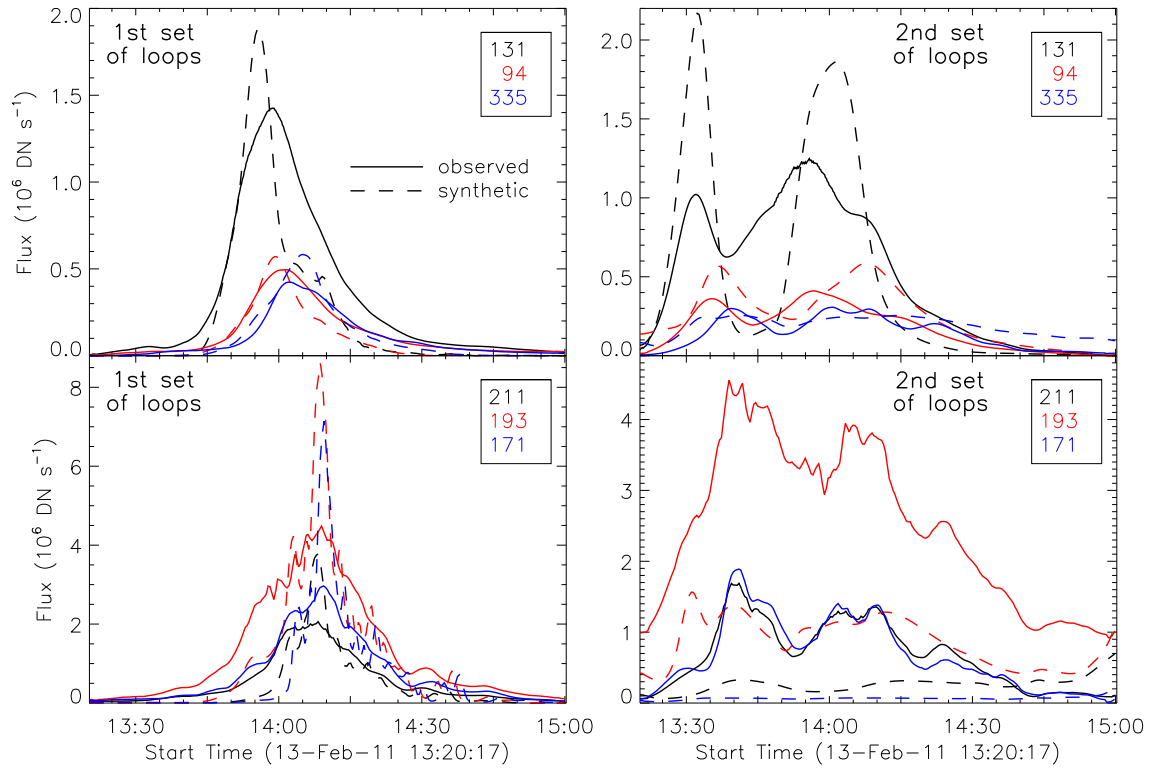 1st set
of loops
131
94
335
observed
synthetic
Flux (10⁶ DN s⁻¹)
2.0
1.5
1.0
0.5
0.0
2nd set
of loops
131
94
335
2.0
1.5
1.0
0.5
0.0
1st set
of loops
211
193
171
Flux (10⁶ DN s⁻¹)
8
6
4
2
0
13:30
14:00
14:30
15:00
Start Time (13-Feb-11 13:20:17)
2nd set
of loops
211
193
171
4
3
2
1
0
13:30
14:00
14:30
15:00
Start Time (13-Feb-11 13:20:17)